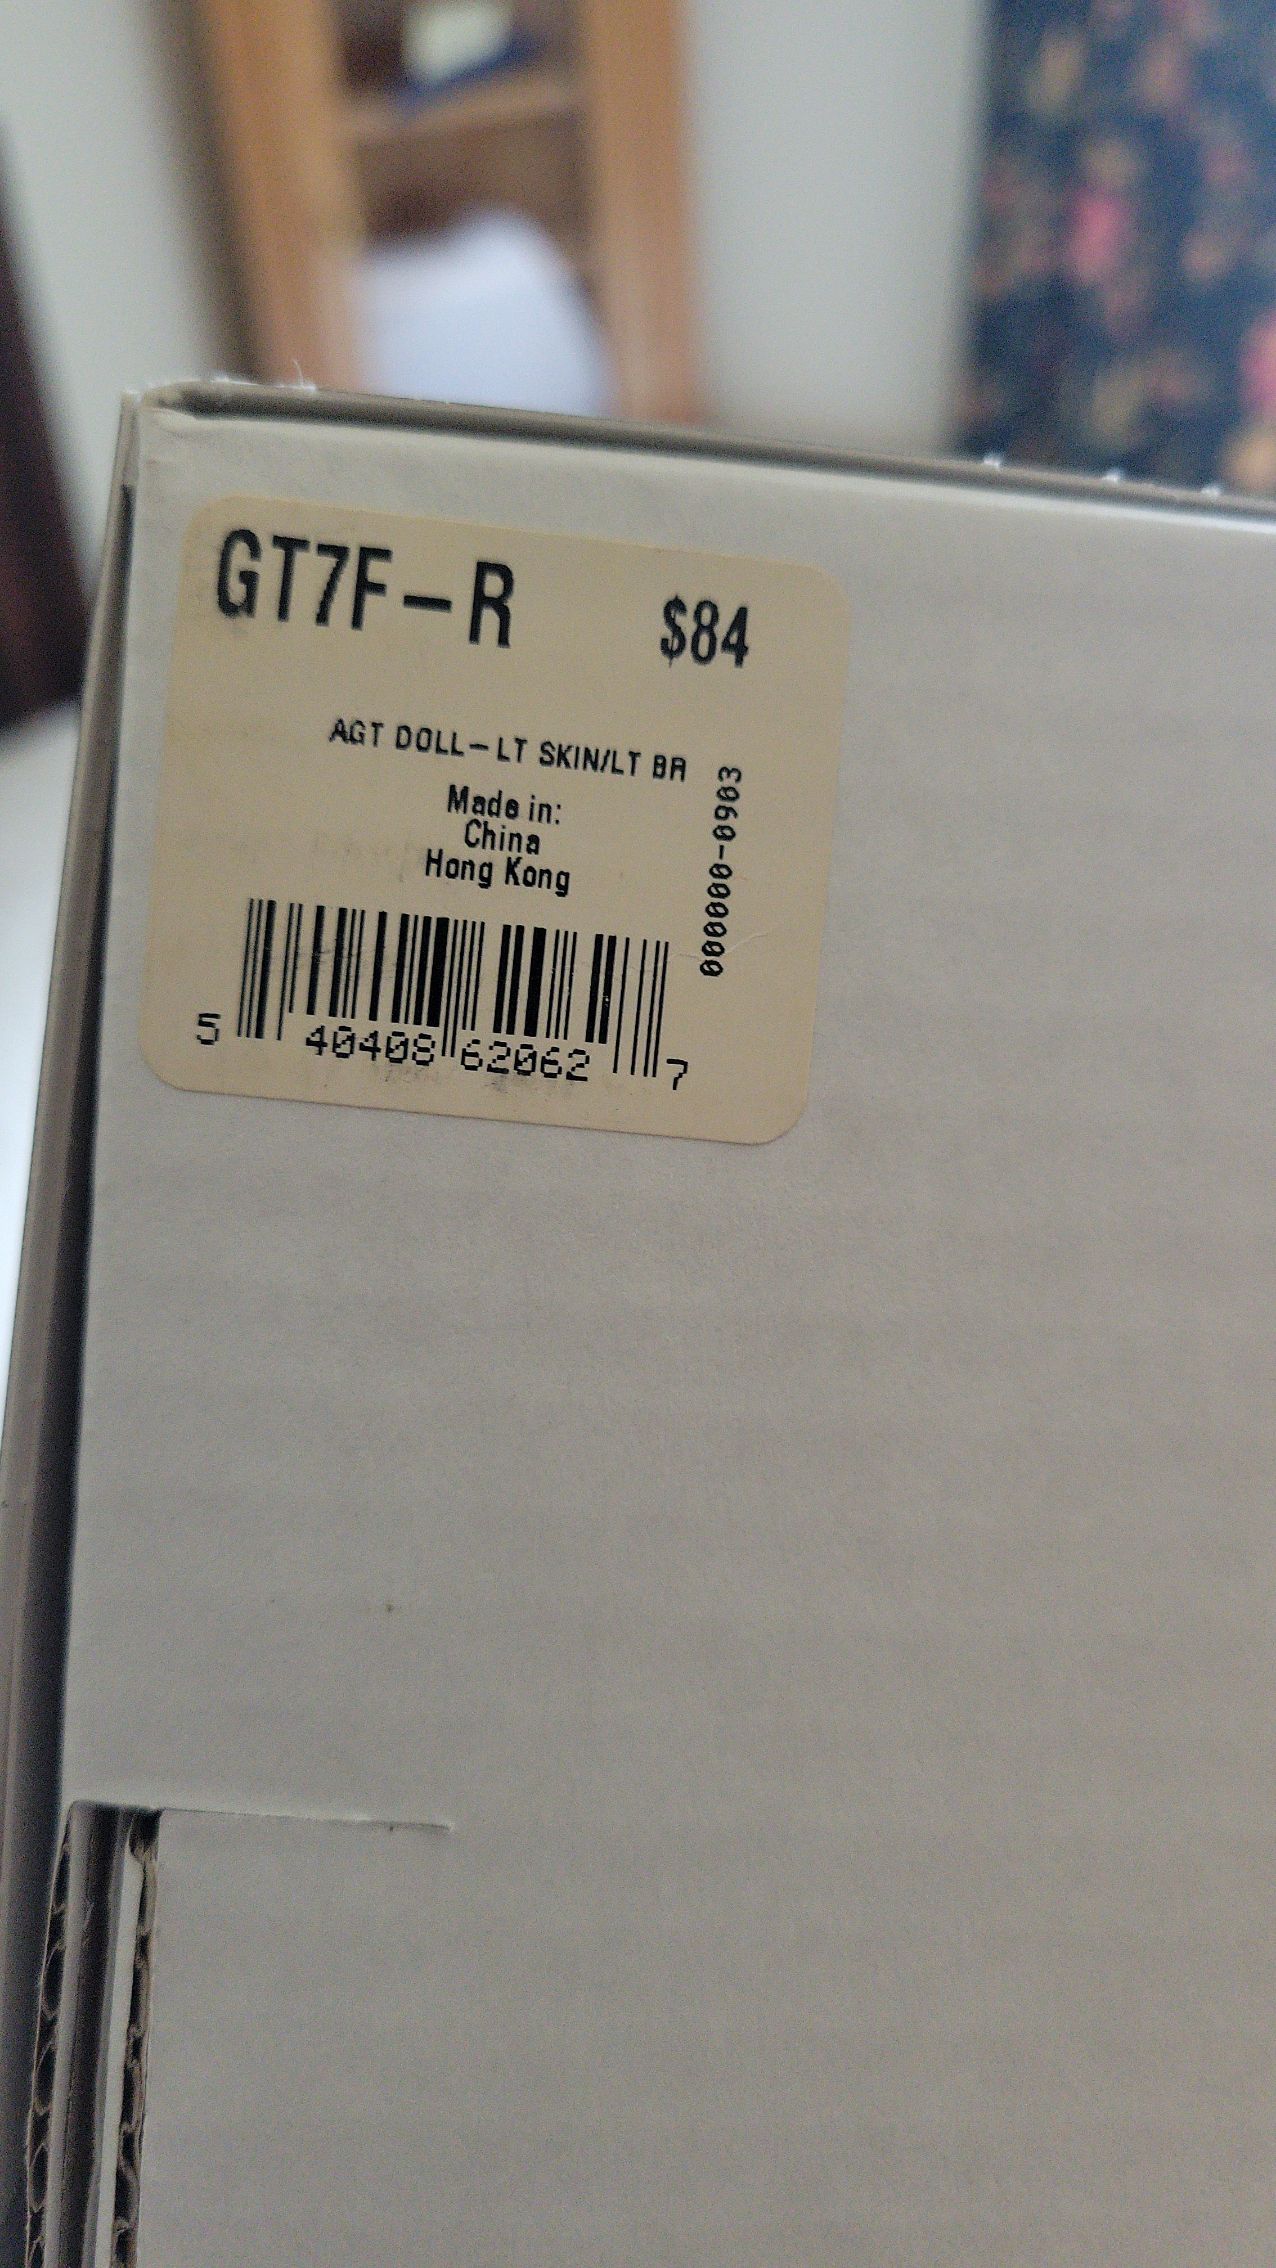 GT7F-R $84
AGT DOLL-LT SKIN/LT BR
Made in:
China
Hong Kong
000000-0903
5 40408 62062 7